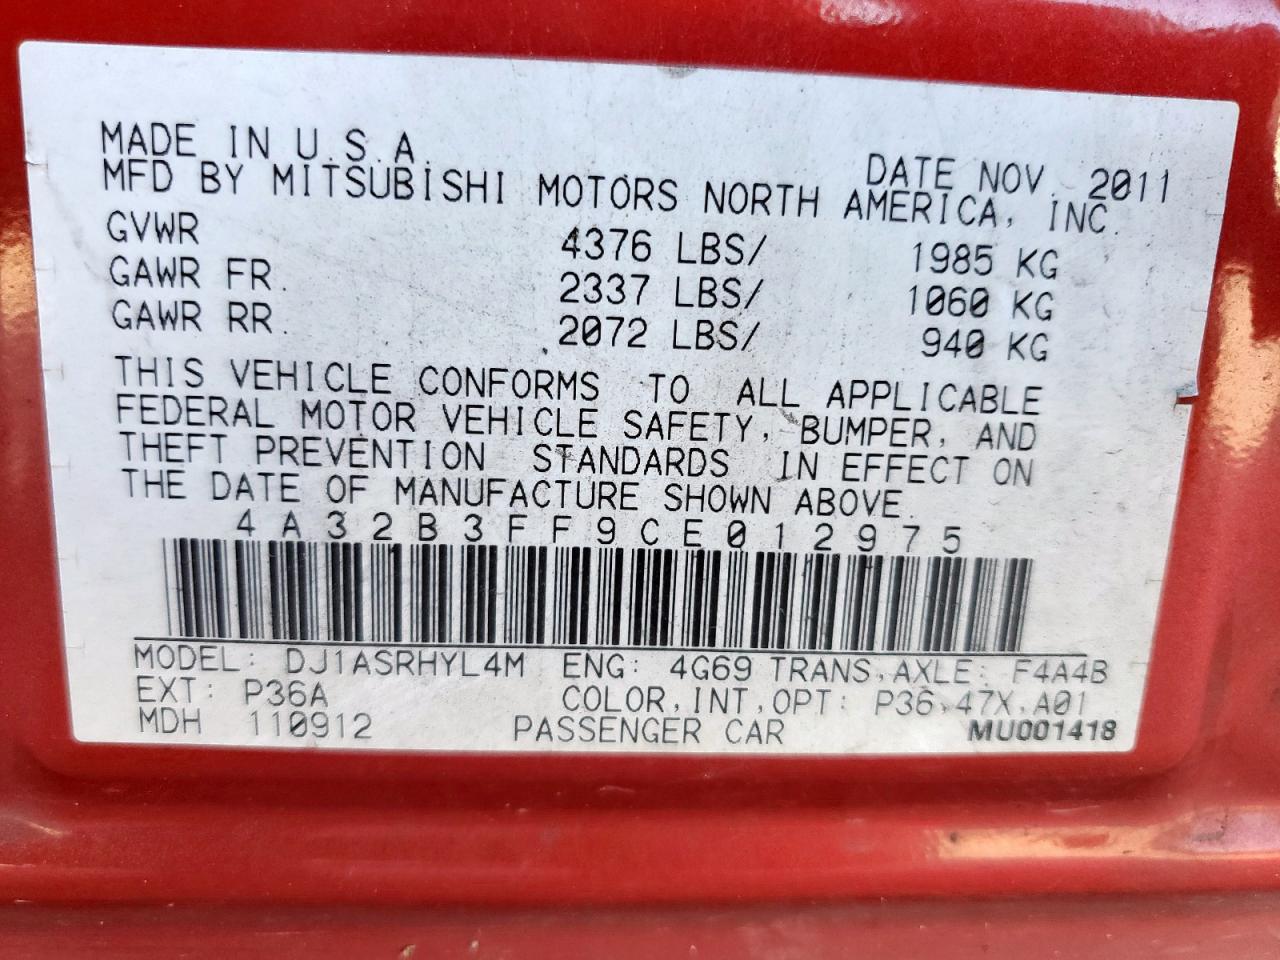 MADE IN U.S.A.
DATE NOV. 2011
MFD BY MITSUBISHI MOTORS NORTH AMERICA, INC.
GVWR 4376 LBS/ 1985 KG
GAWR FR. 2337 LBS/ 1060 KG
GAWR RR. 2072 LBS/ 940 KG
THIS VEHICLE CONFORMS TO ALL APPLICABLE
FEDERAL MOTOR VEHICLE SAFETY, BUMPER, AND
THEFT PREVENTION STANDARDS IN EFFECT ON
THE DATE OF MANUFACTURE SHOWN ABOVE.
4A32B3FF9CE012975
MODEL: DJ1ASRHYL4M ENG: 4G69 TRANS,AXLE: F4A4B
EXT: P36A COLOR,INT,OPT: P36,47X,A01
MDH 110912 PASSENGER CAR MU001418